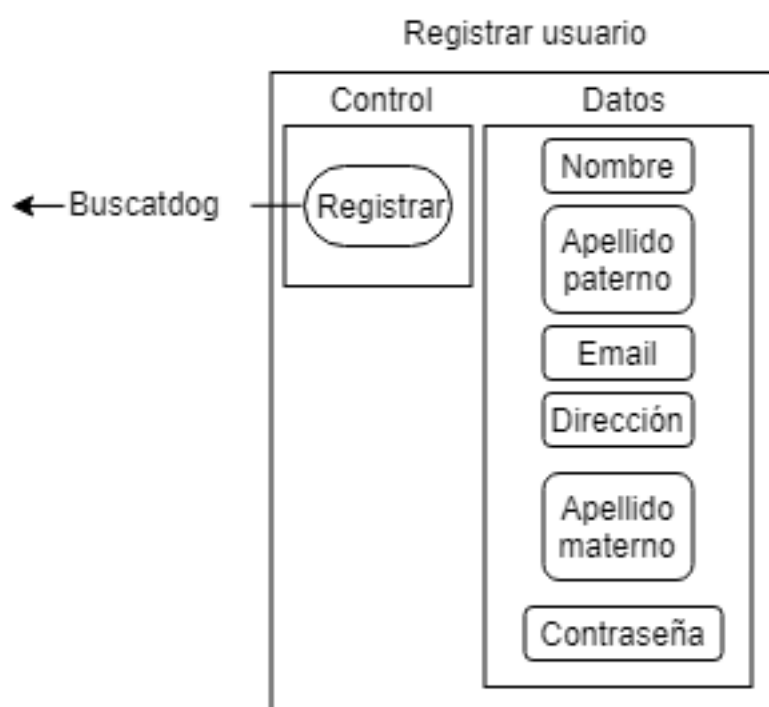 Registrar usuario
Control
Datos
Buscatdog
Registrar
Nombre
Apellido
paterno
Email
Dirección
Apellido
materno
Contraseña